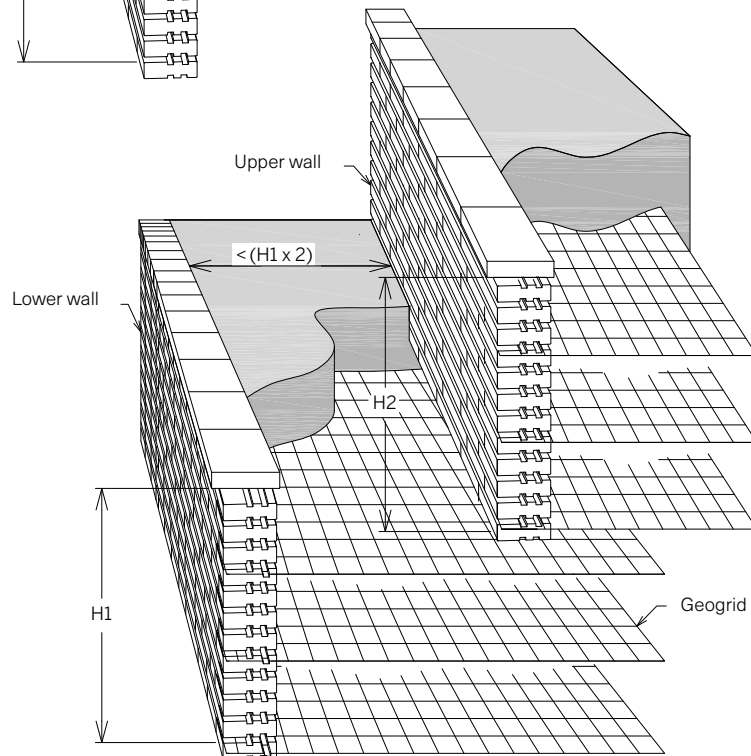 Upper wall
<(H1 x 2)
Lower wall
H2
Geogrid
H1